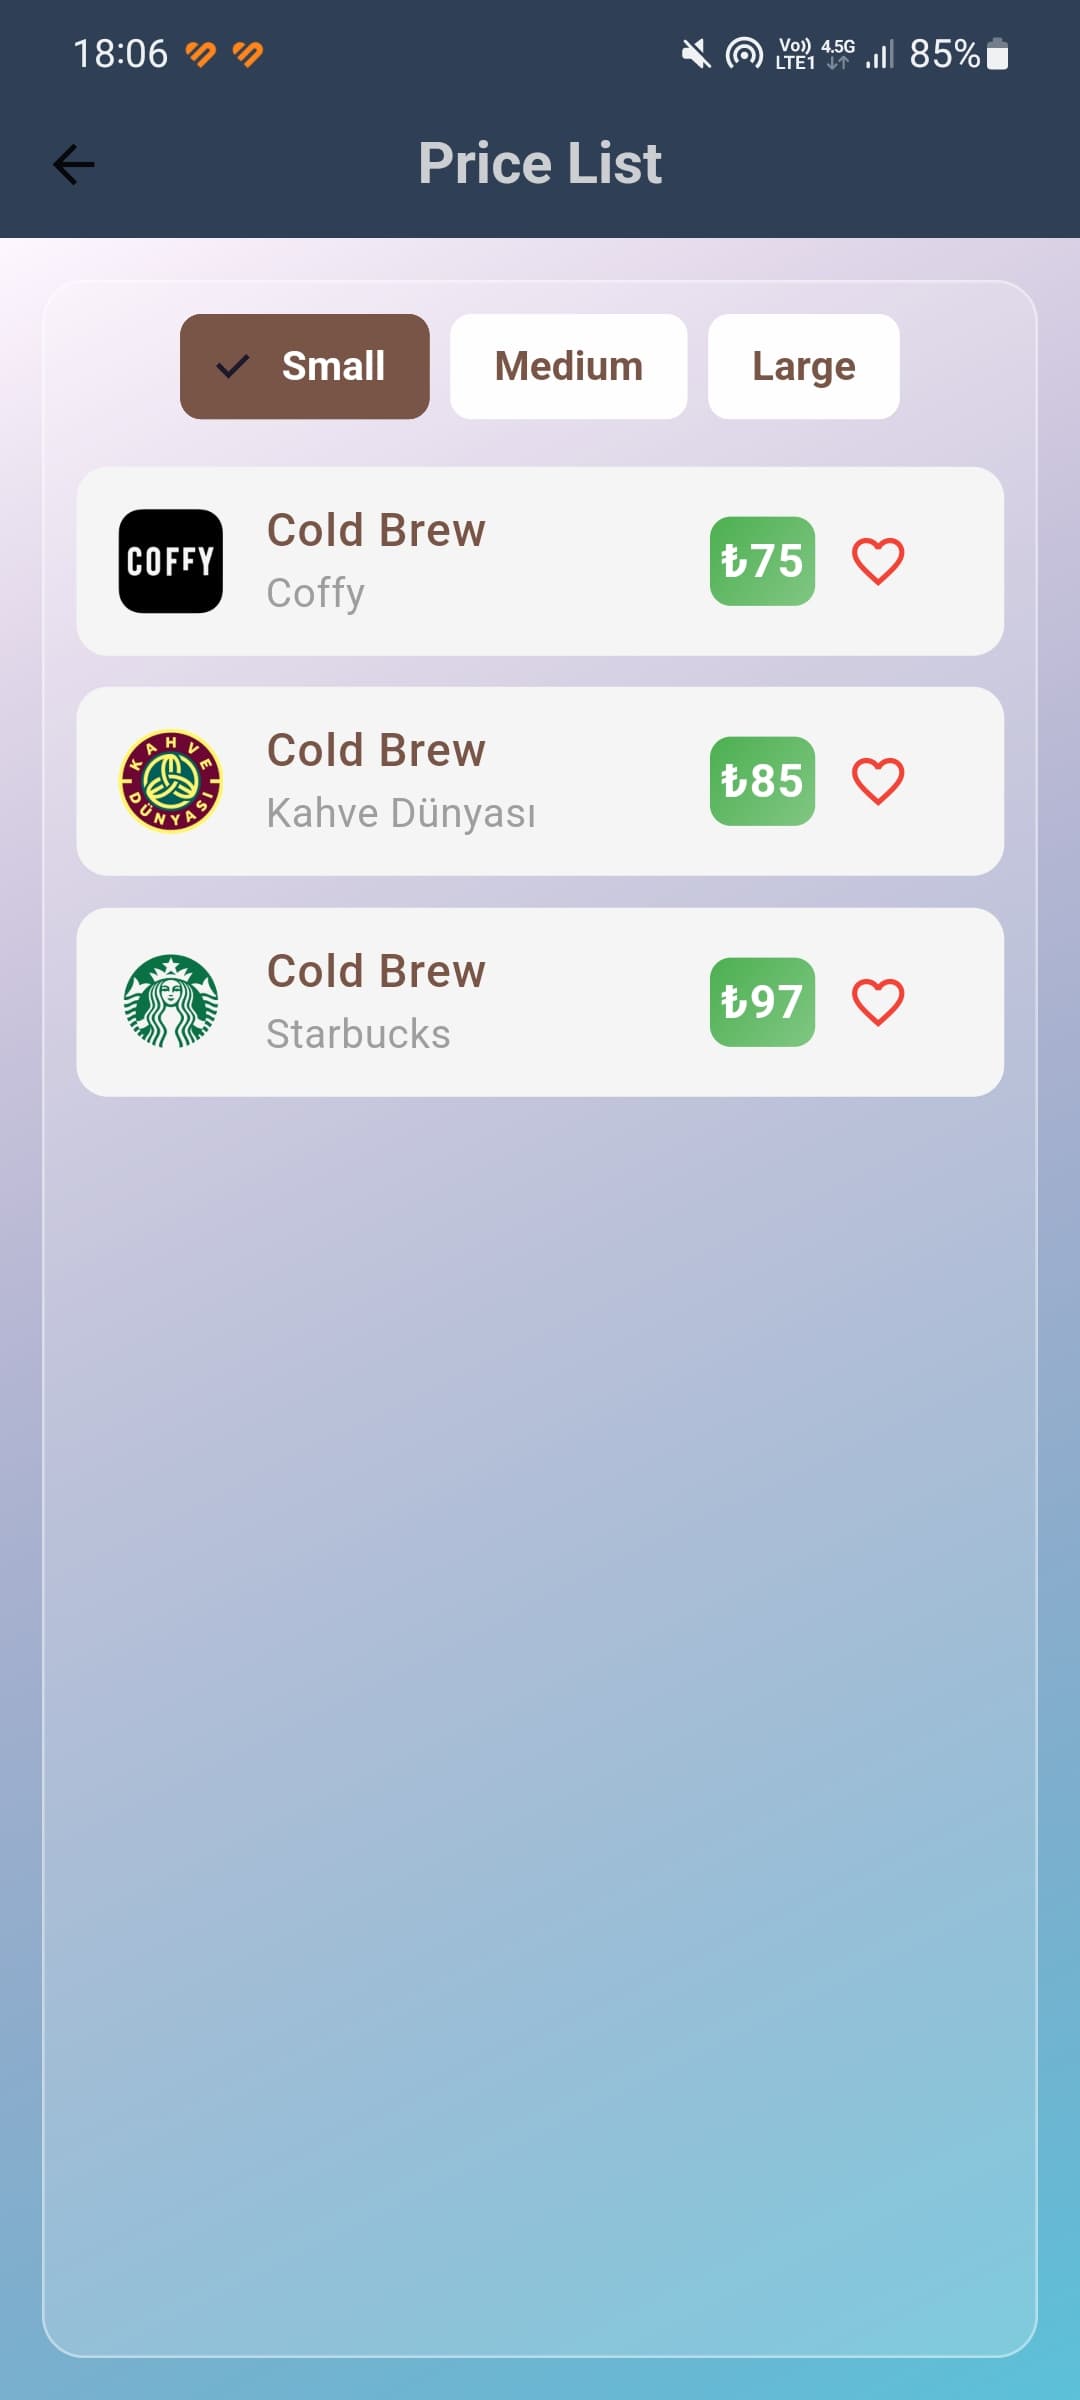 18:06
Vo)) LTE1 4.5G 85%
Price List
Small Medium Large
COFFY
Cold Brew
Coffy
₺75
KAHVE DÜNYASI
Cold Brew
Kahve Dünyası
₺85
Cold Brew
Starbucks
₺97